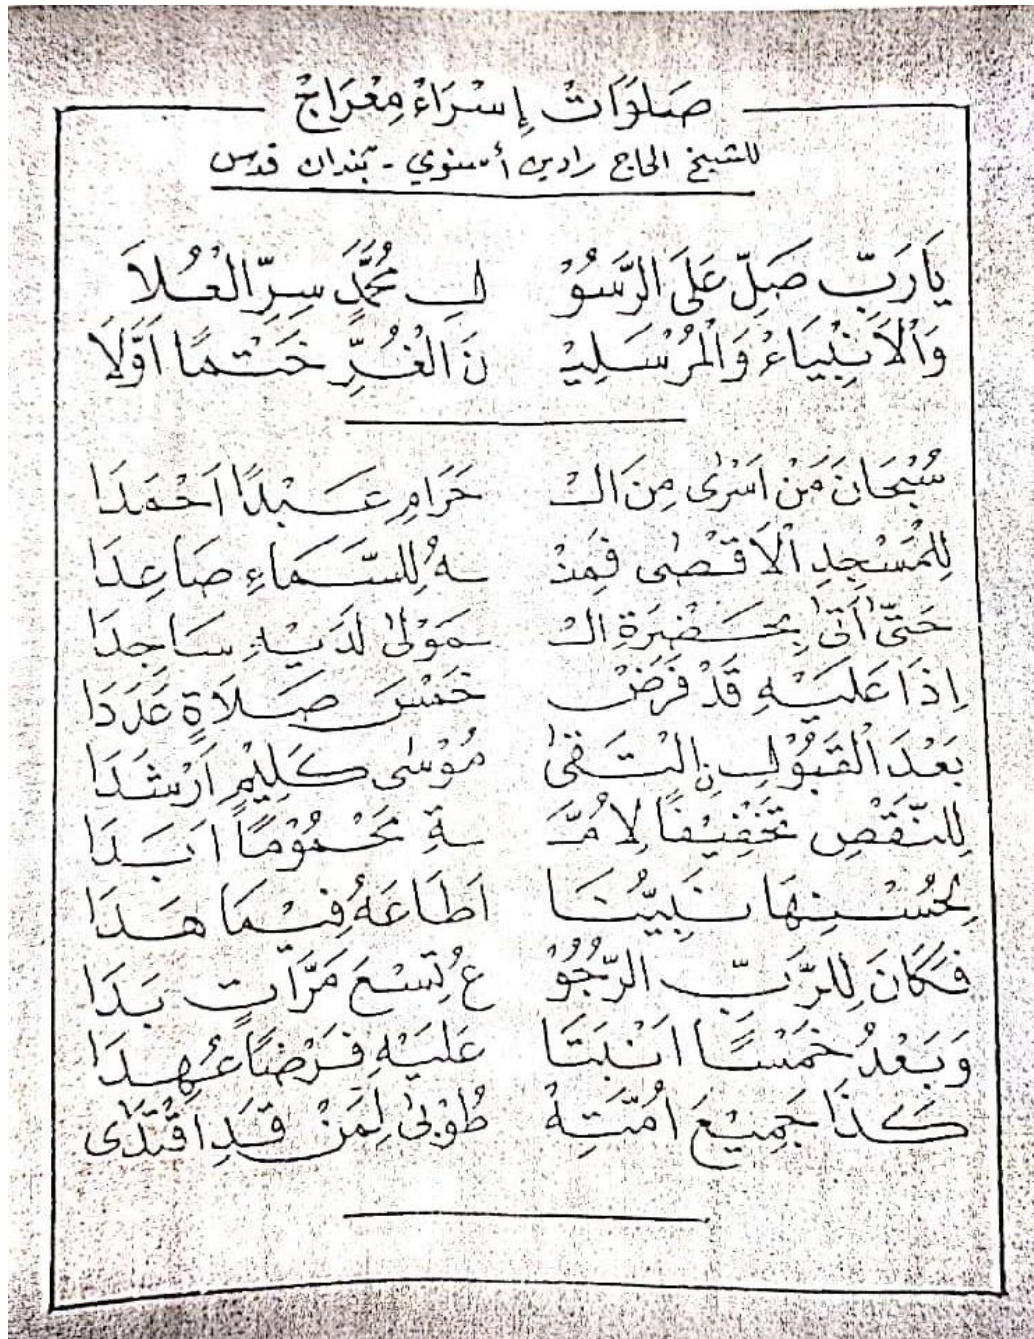 صَلَوَاتْ إِسْرَاءْ مِعْرَاجْ
للشيخ الحاج رادين أسنوي - بندان قدس
يَارَبِّ صَلِّ عَلَى الرَّسُوْ لِ مُحَمَّدٍ سِرِّ الْعُلَا
وَالْاَنْبِيَاءْ وَالْمُرْسَلِيْـ نَ الْغُرِّ خَتْمًا اَوَّلَا
سُبْحَانَ مَنْ اَسْرٰى مِنَ الْـ حَرَامِ عَبْدًا اَحْمَدَا
لِلْمَسْجِدِ الْاَقْصٰى فَمِنْـ ـهُ لِلسَّمَاءِ صَاعِدَا
حَتّٰى اَتٰى بِحَضْرَةِ الْـ ـمَوْلٰى لَدَيْهِ سَاجِدَا
اِذَا عَلَيْهِ قَدْ فَرَضْ خَمْسَ صَلَاةٍ عَدَدَا
بَعْدَ الْقَبُوْلِ نِ الْتَقٰى مُوْسٰى كَلِيْمٍ اَرْشَدَا
لِلنَّقْصِ تَخْفِيْفًا لِاُمَّـ ـةِ مَحْمُوْمًا اَبَدَا
لِحُسْنِهَا نَبِيُّنَا اَطَاعَهُ فِيْمَا هَدَا
فَكَانَ لِلرَّبِّ الرُّجُوْ عُ تِسْعَ مَرَّاتٍ بَدَا
وَبَعْدُ خَمْسًا اَثْبَتَا عَلَيْهِ فَرْضًا عُهِدَا
كَذَا جَمِيْعَ اُمَّتِهْ طُوْبٰى لِمَنْ قَدِ اقْتَدٰى